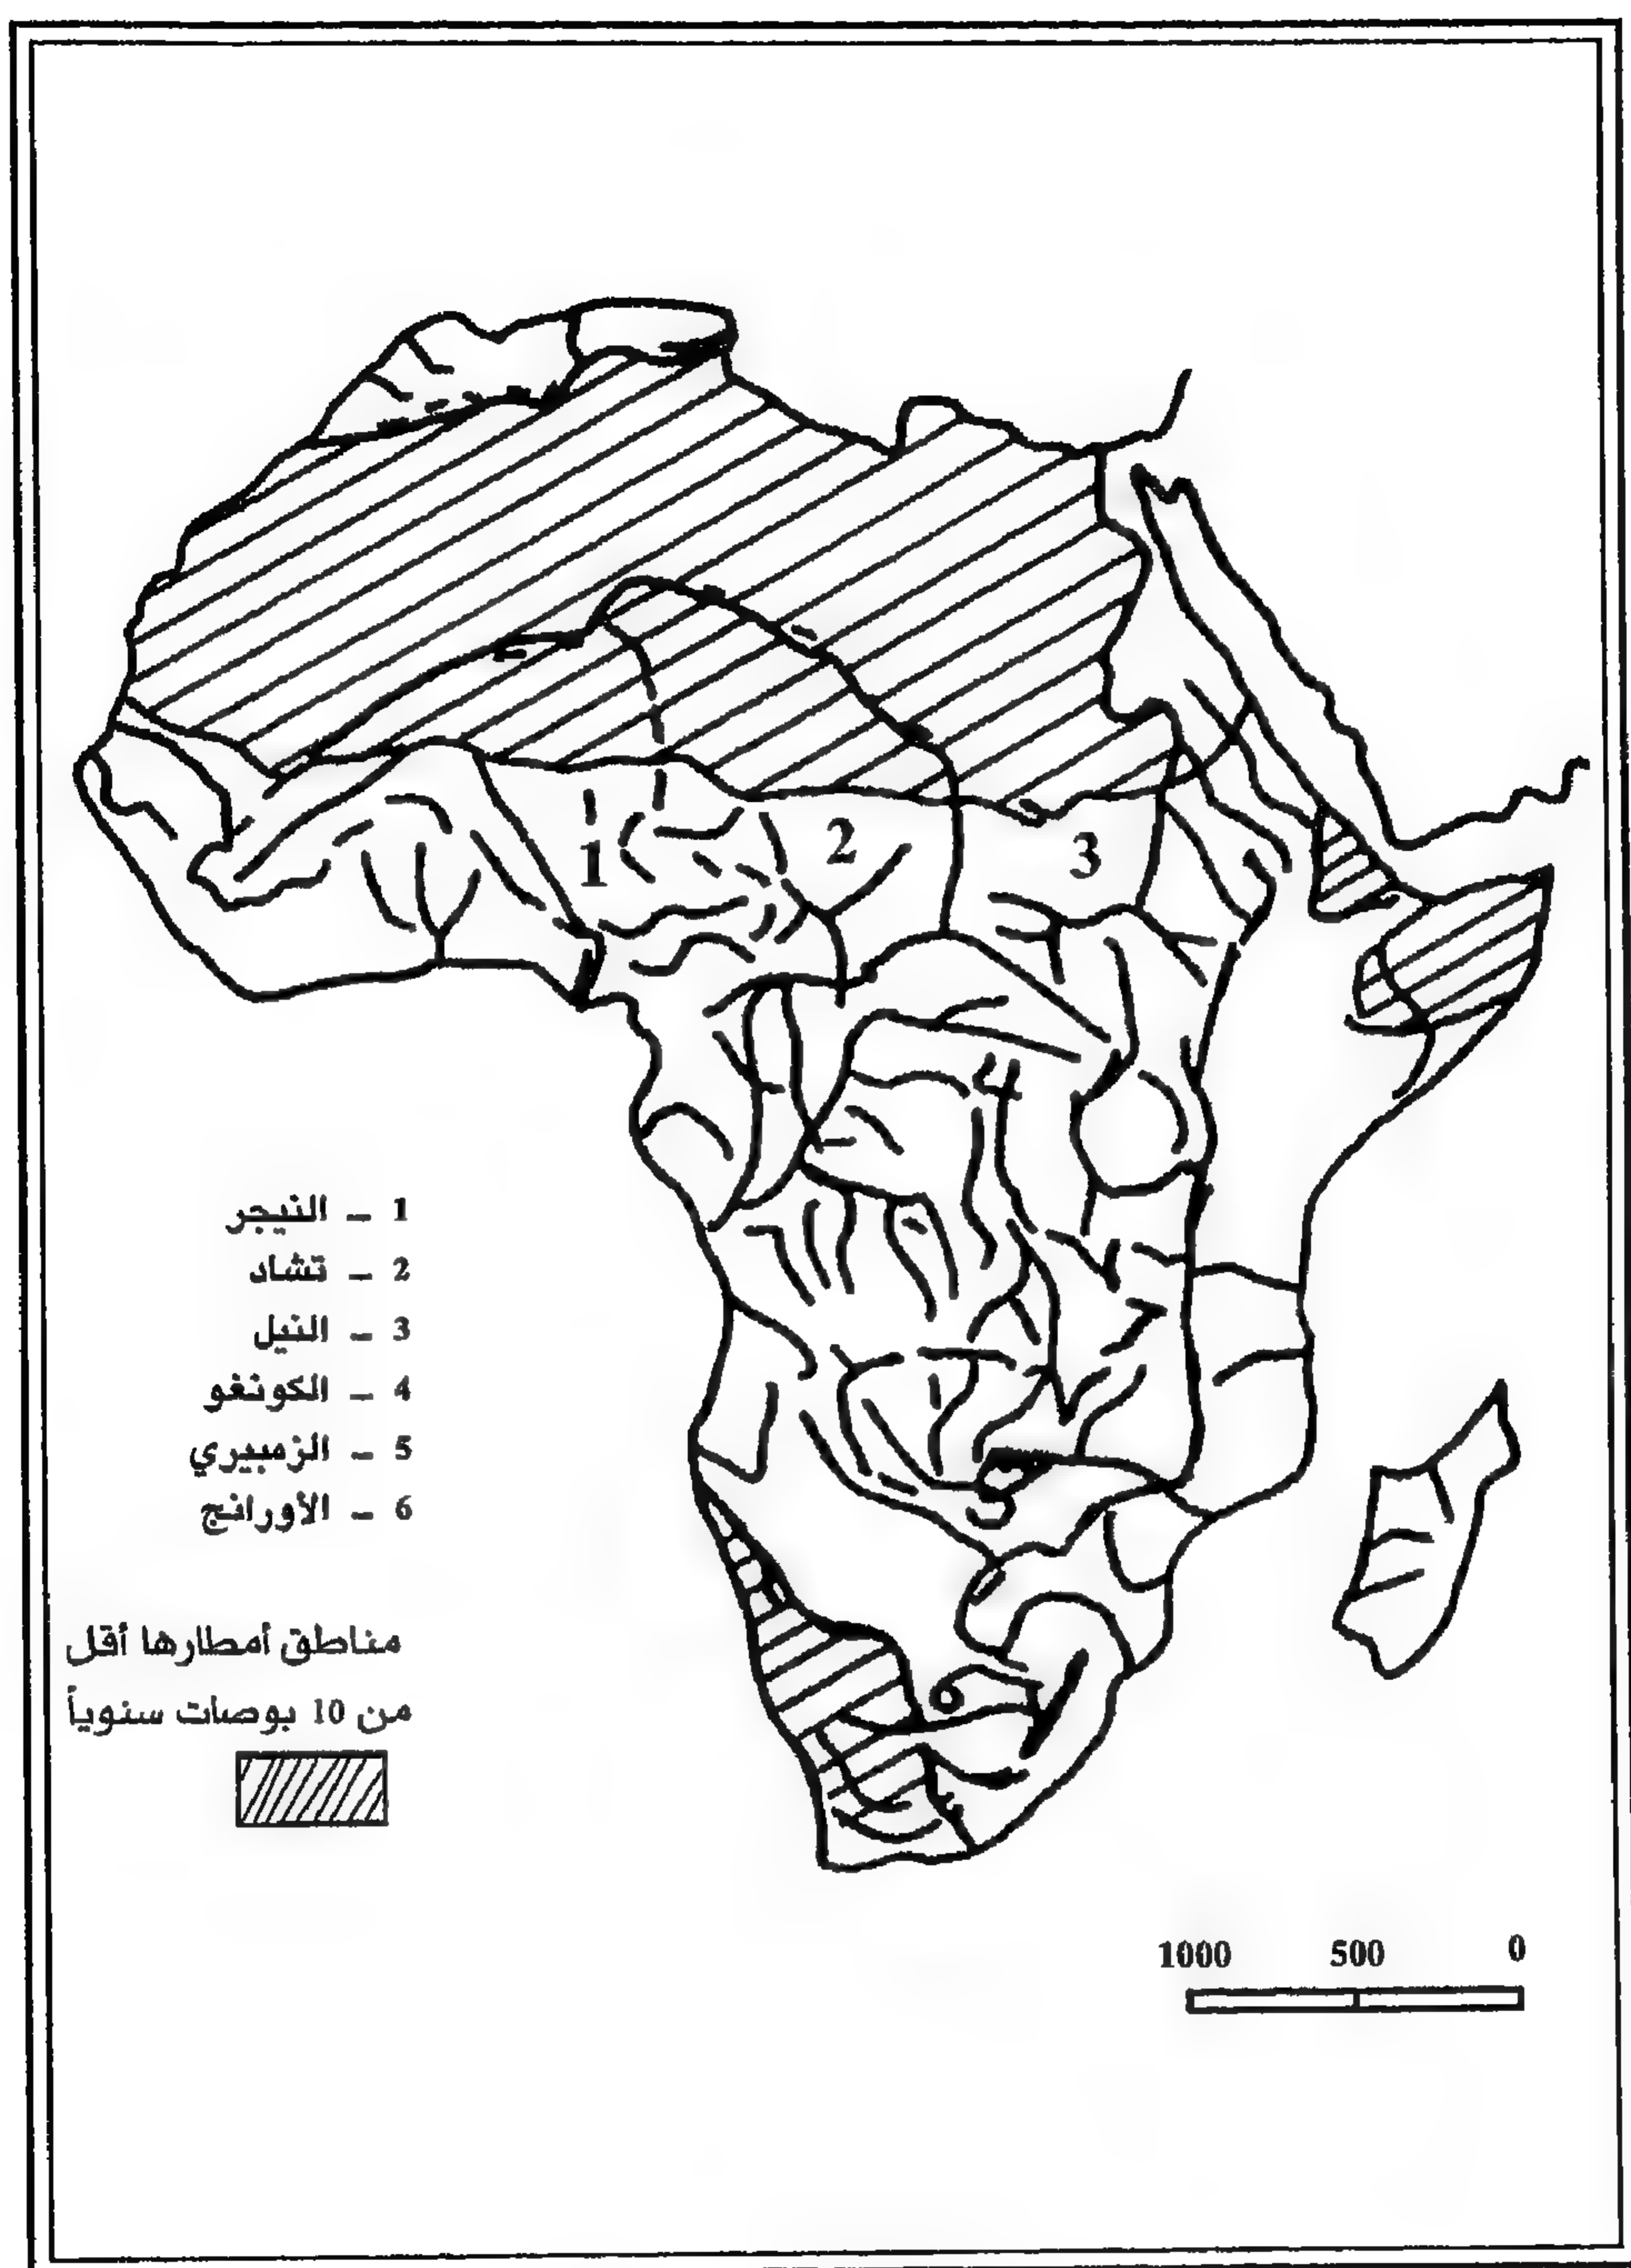 1
2
3
4
5
6
1 – النيجر
2 – تشاد
3 – النيل
4 – الكونغو
5 – الزمبيري
6 – الأورانج
مناطق أمطارها أقل
من 10 بوصات سنوياً
1000 500 0